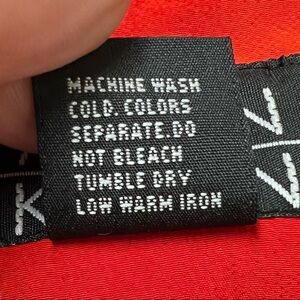 MACHINE WASH
COLD. COLORS
SEPARATE.DO
NOT BLEACH
TUMBLE DRY
LOW WARM IRON